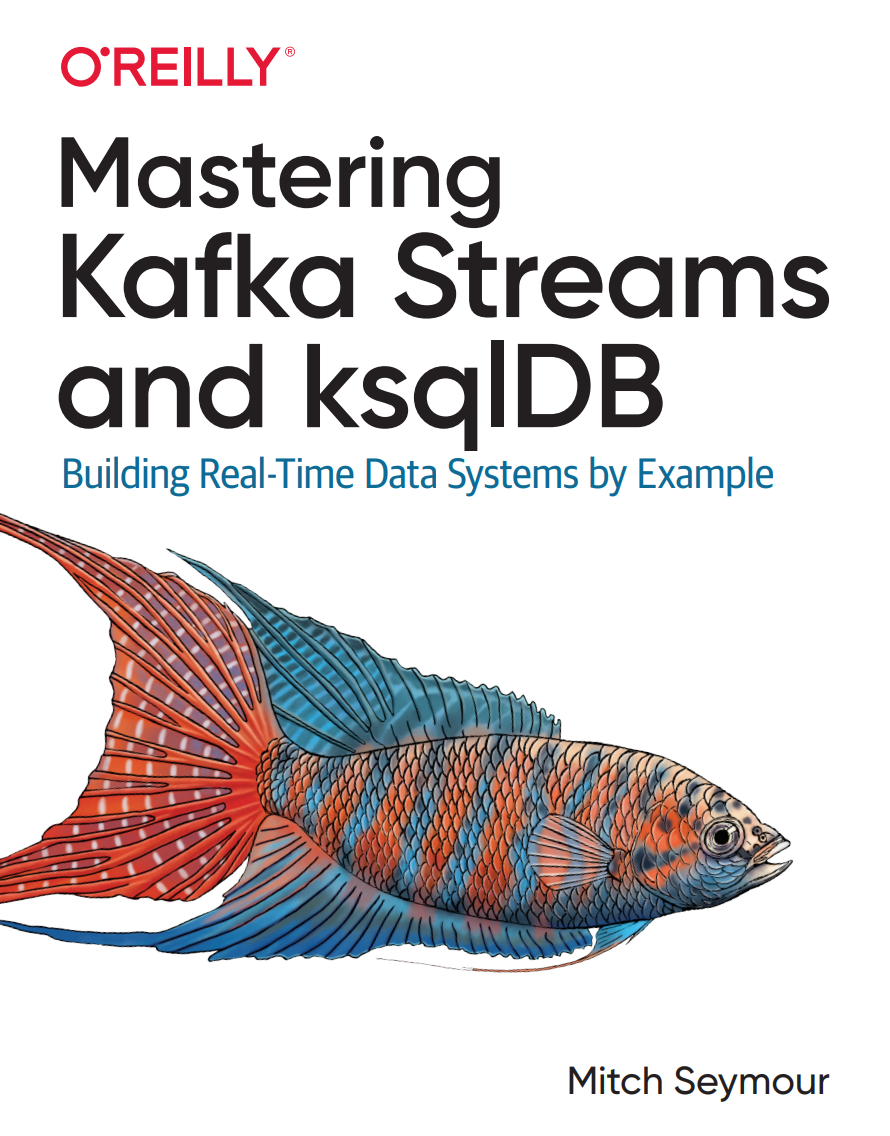 O'REILLY®
Mastering
Kafka Streams
and ksqlDB
Building Real-Time Data Systems by Example
Mitch Seymour